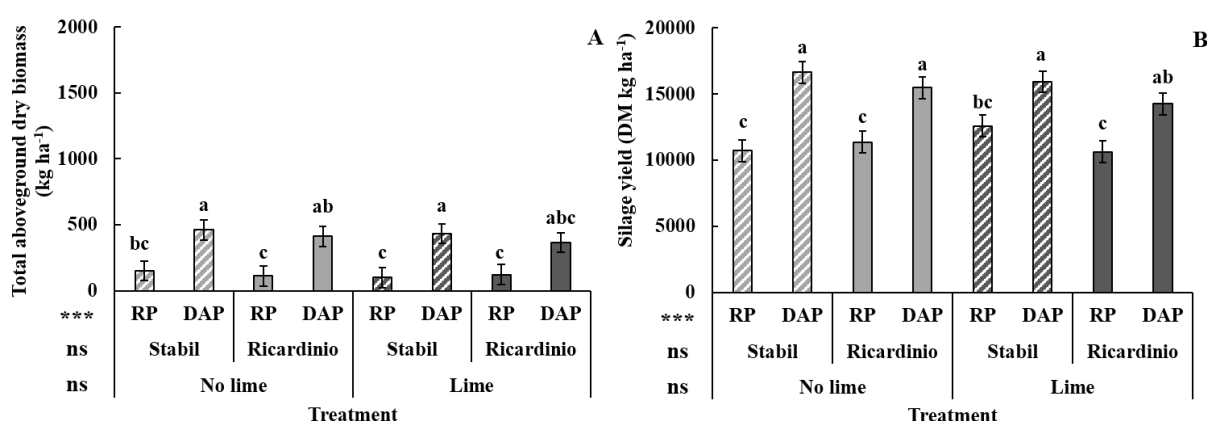 A
Total aboveground dry biomass
(kg ha⁻¹)
2000
1500
1000
500
0
bc
a
c
ab
c
a
c
abc
*** RP DAP RP DAP RP DAP RP DAP
ns Stabil Ricardinio Stabil Ricardinio
ns No lime Lime
Treatment
B
Silage yield (DM kg ha⁻¹)
20000
15000
10000
5000
0
c
a
c
a
bc
a
c
ab
*** RP DAP RP DAP RP DAP RP DAP
ns Stabil Ricardinio Stabil Ricardinio
ns No lime Lime
Treatment